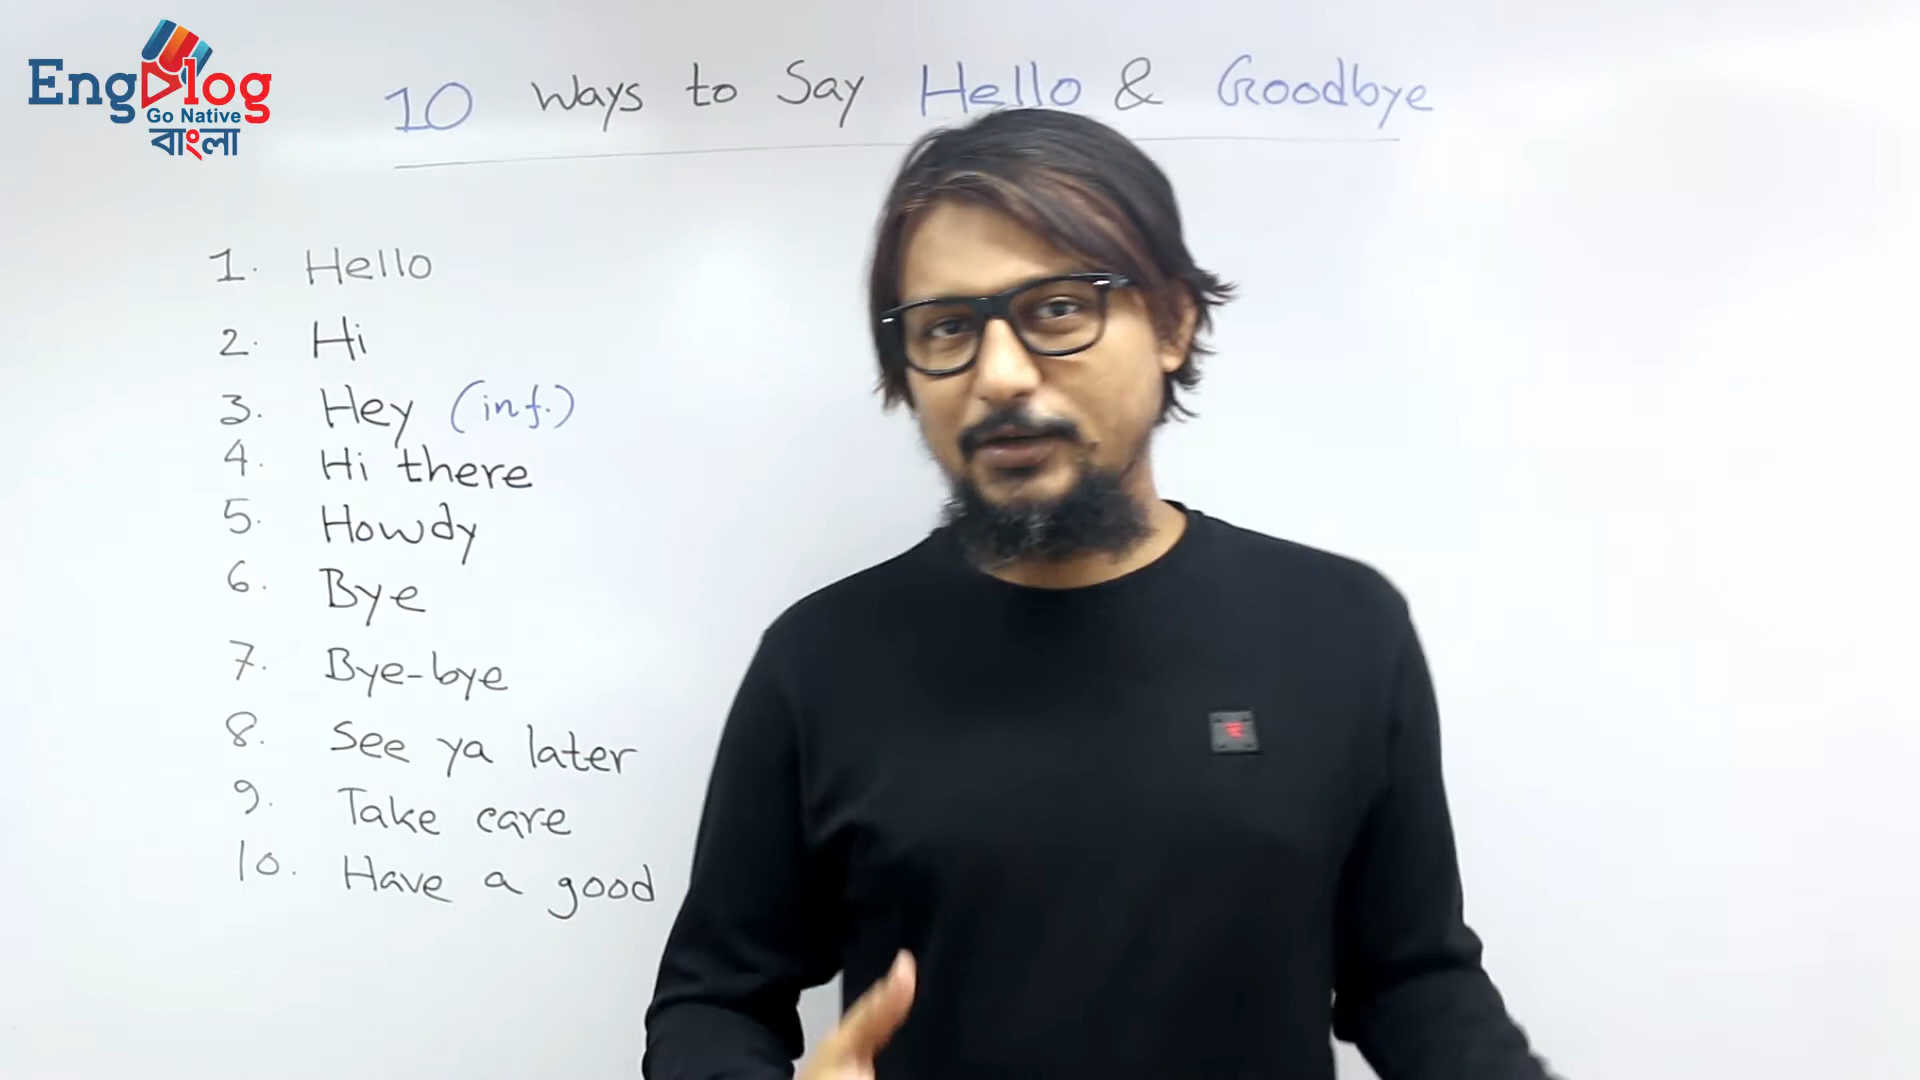 EngVlog
Go Native
বাংলা
10 Ways to Say Hello & Goodbye
1. Hello
2. Hi
3. Hey (inf.)
4. Hi there
5. Howdy
6. Bye
7. Bye-bye
8. See ya later
9. Take care
10. Have a good